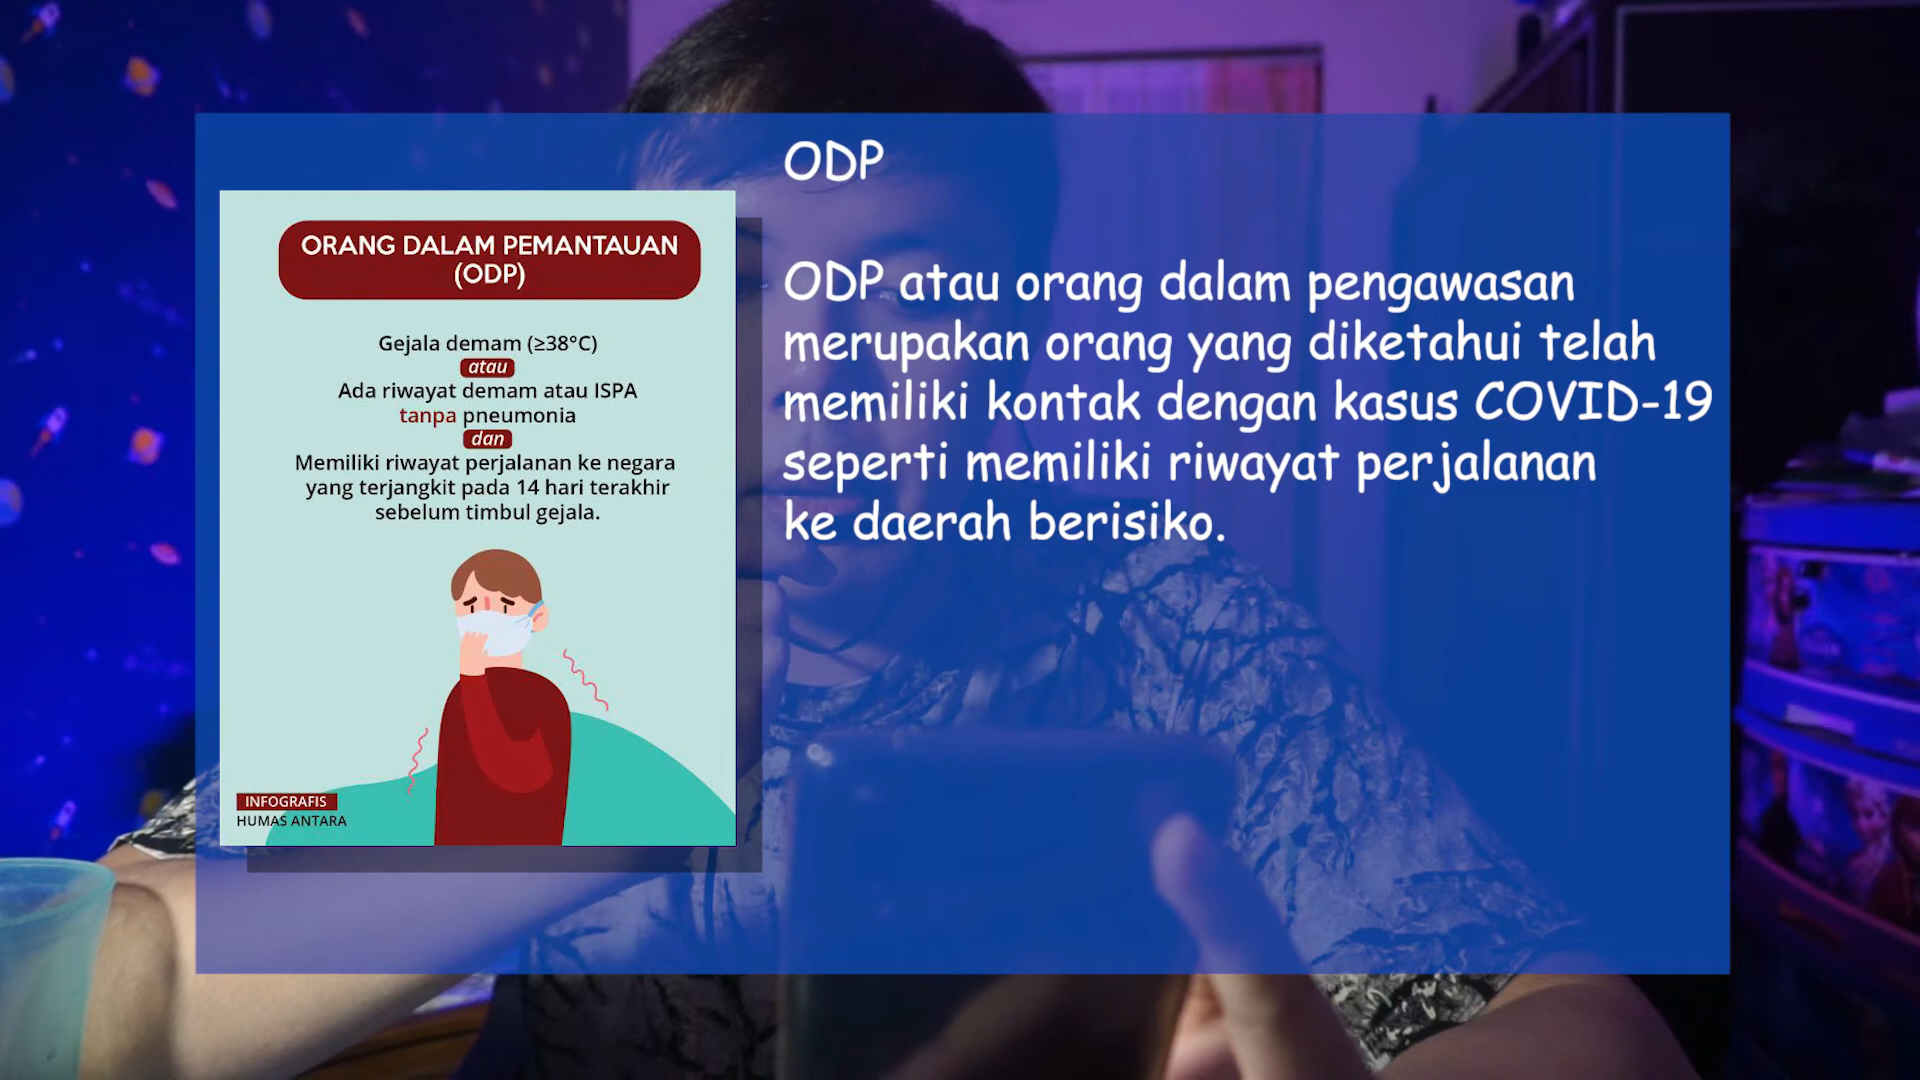 ORANG DALAM PEMANTAUAN
(ODP)
Gejala demam (≥38°C)
atau
Ada riwayat demam atau ISPA
tanpa pneumonia
dan
Memiliki riwayat perjalanan ke negara
yang terjangkit pada 14 hari terakhir
sebelum timbul gejala.
INFOGRAFIS
HUMAS ANTARA
ODP
ODP atau orang dalam pengawasan
merupakan orang yang diketahui telah
memiliki kontak dengan kasus COVID-19
seperti memiliki riwayat perjalanan
ke daerah berisiko.